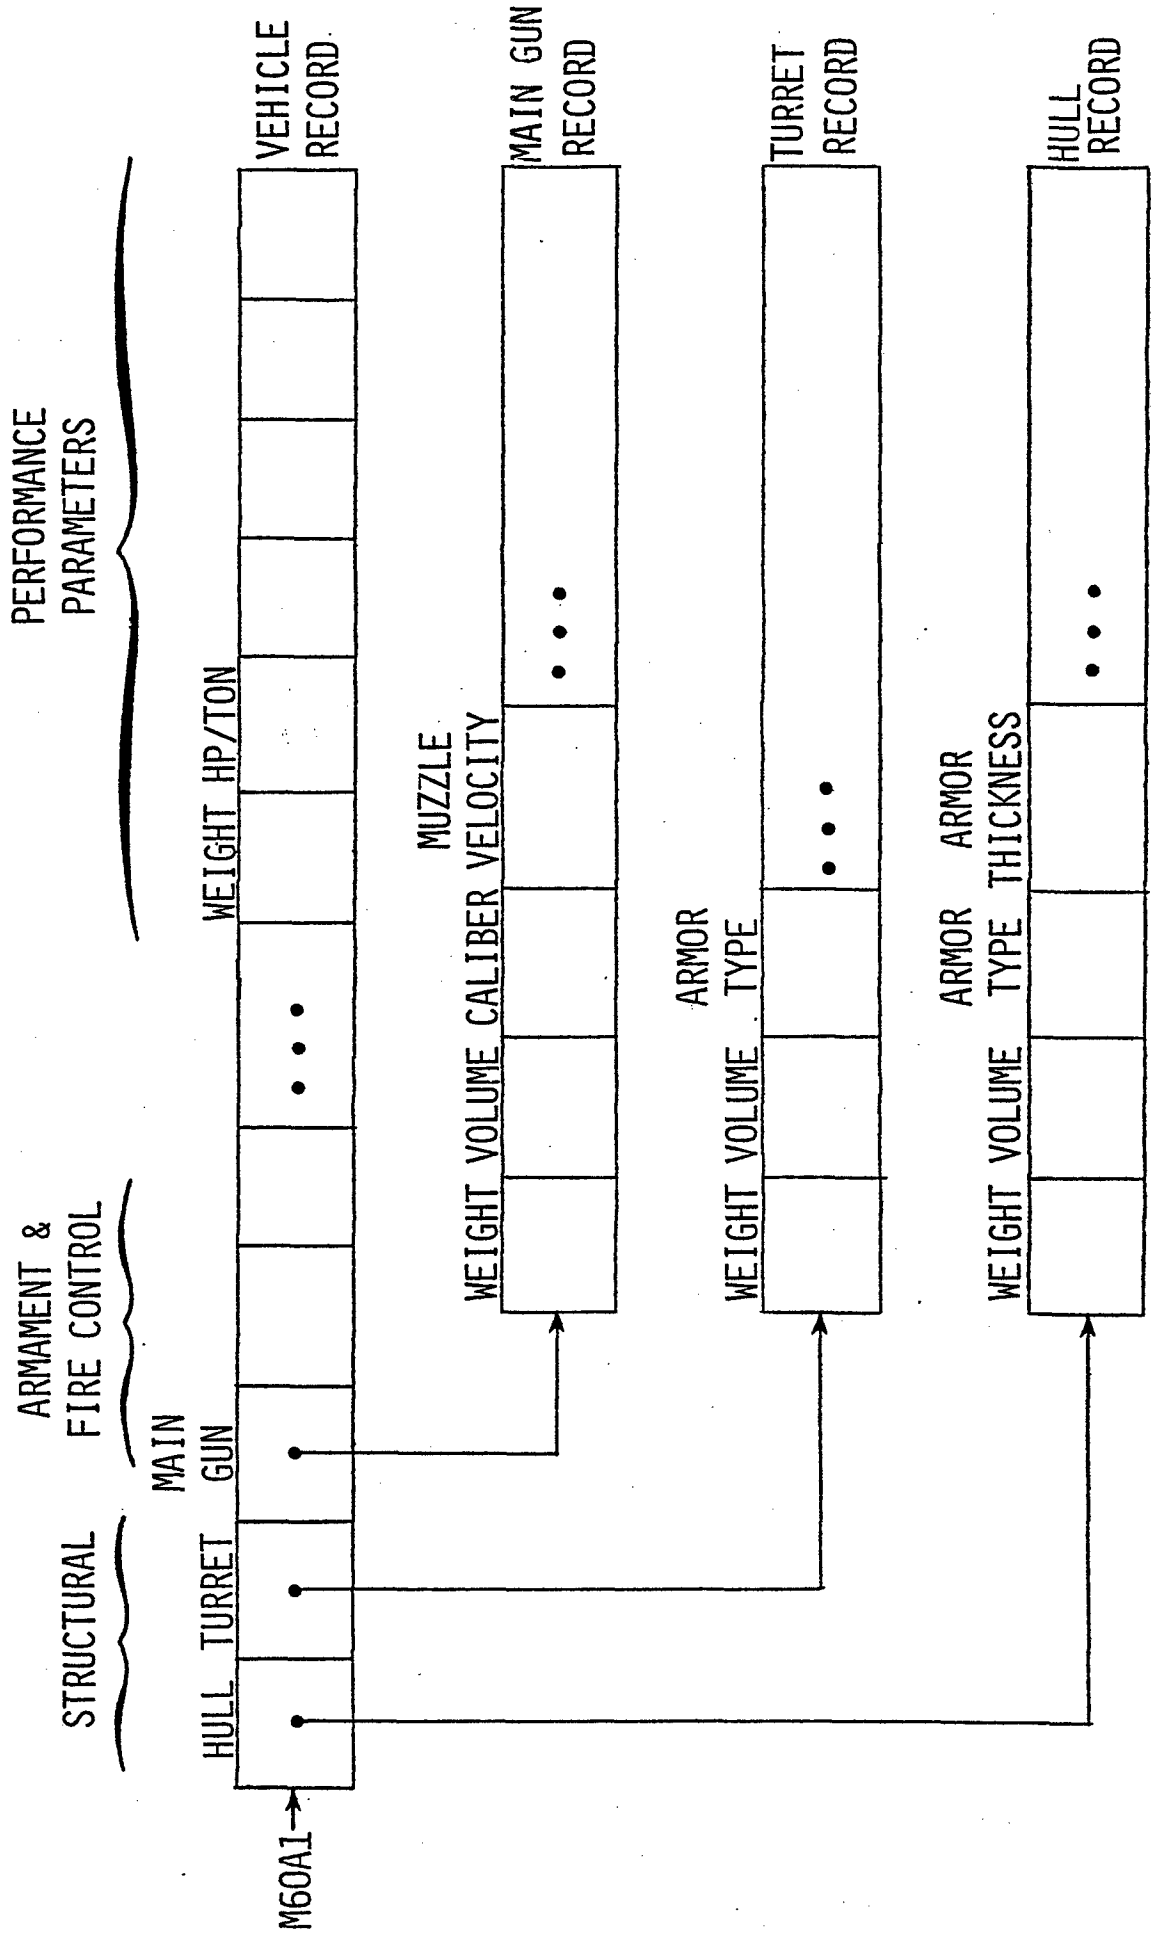 STRUCTURAL
ARMAMENT &
FIRE CONTROL
PERFORMANCE
PARAMETERS
HULL TURRET
MAIN
GUN
WEIGHT HP/TON
M60A1
VEHICLE
RECORD
MUZZLE
WEIGHT VOLUME CALIBER VELOCITY
MAIN GUN
RECORD
ARMOR
WEIGHT VOLUME TYPE
TURRET
RECORD
ARMOR ARMOR
WEIGHT VOLUME TYPE THICKNESS
HULL
RECORD